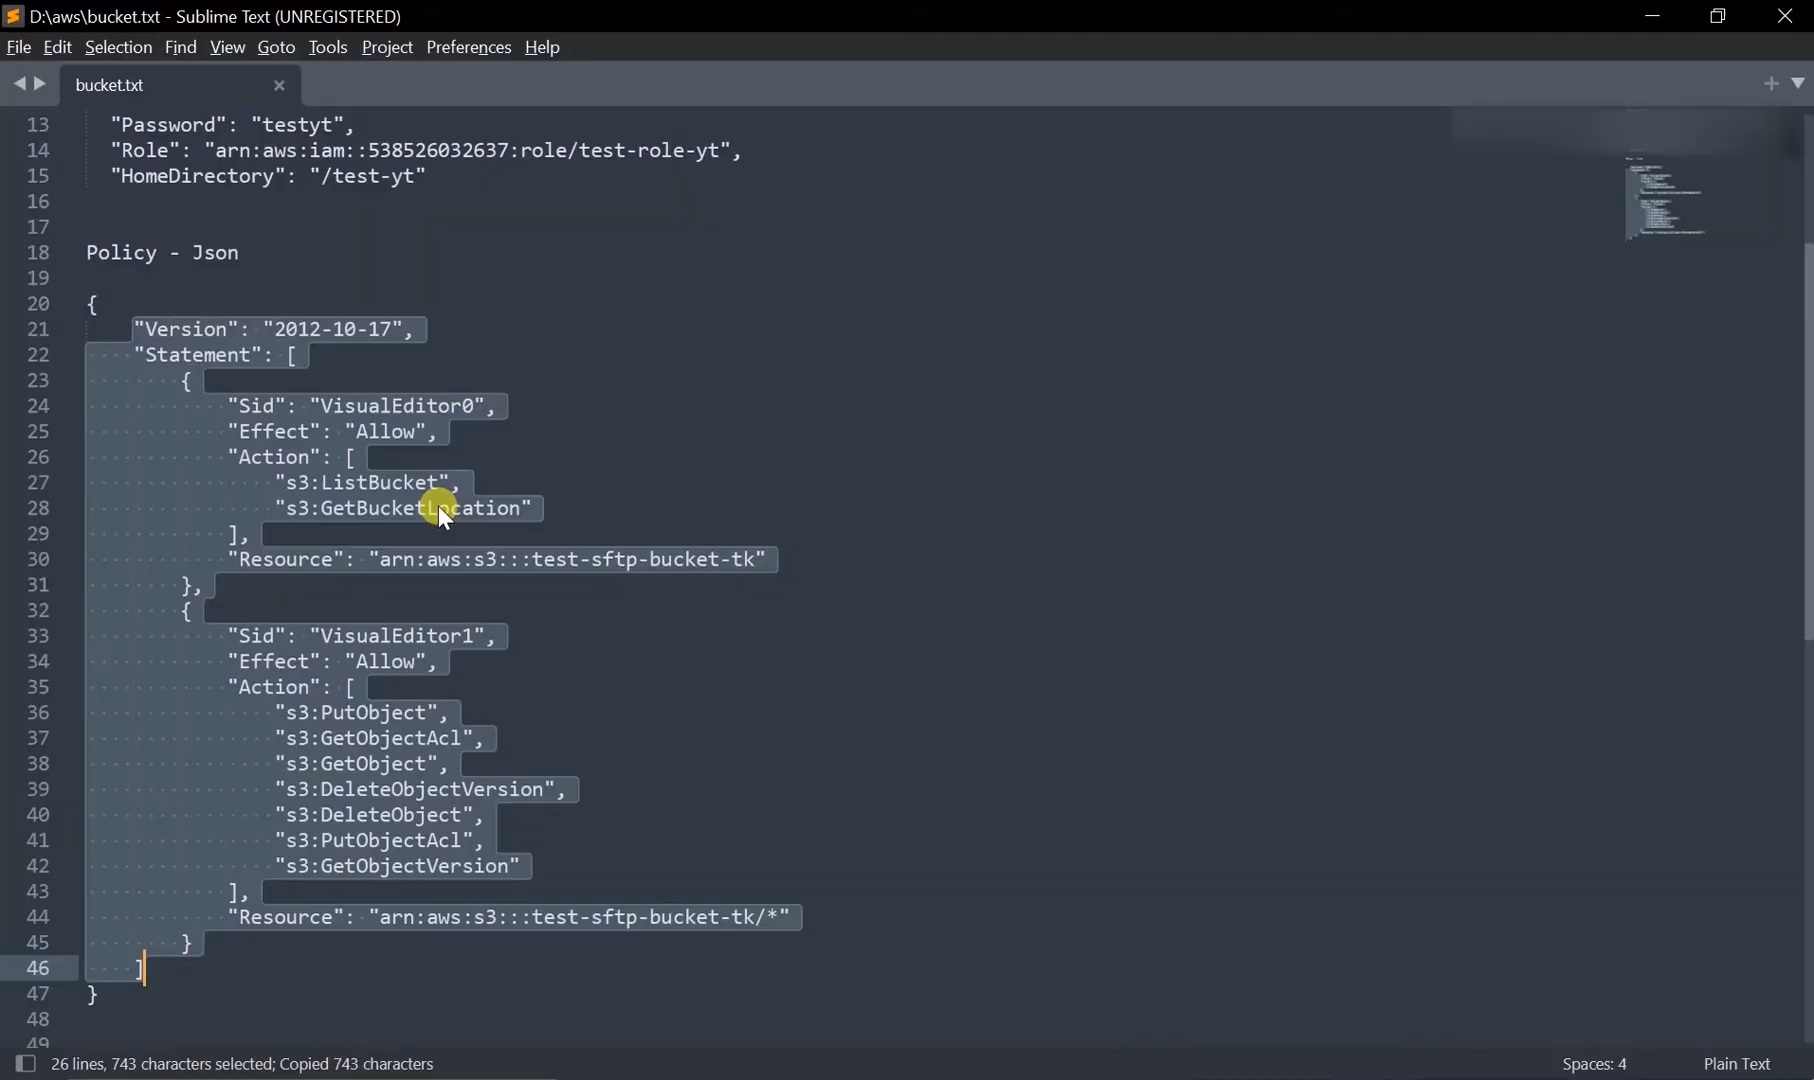 D:\aws\bucket.txt - Sublime Text (UNREGISTERED)
File Edit Selection Find View Goto Tools Project Preferences Help
bucket.txt
13 "Password": "testyt",
14 "Role": "arn:aws:iam::538526032637:role/test-role-yt",
15 "HomeDirectory": "/test-yt"
16
17
18 Policy - Json
19
20 {
21 "Version": "2012-10-17",
22 "Statement": [
23 {
24 "Sid": "VisualEditor0",
25 "Effect": "Allow",
26 "Action": [
27 "s3:ListBucket",
28 "s3:GetBucketLocation"
29 ],
30 "Resource": "arn:aws:s3:::test-sftp-bucket-tk"
31 },
32 {
33 "Sid": "VisualEditor1",
34 "Effect": "Allow",
35 "Action": [
36 "s3:PutObject",
37 "s3:GetObjectAcl",
38 "s3:GetObject",
39 "s3:DeleteObjectVersion",
40 "s3:DeleteObject",
41 "s3:PutObjectAcl",
42 "s3:GetObjectVersion"
43 ],
44 "Resource": "arn:aws:s3:::test-sftp-bucket-tk/*"
45 }
46 ]
47 }
48
49
26 lines, 743 characters selected; Copied 743 characters
Spaces: 4
Plain Text